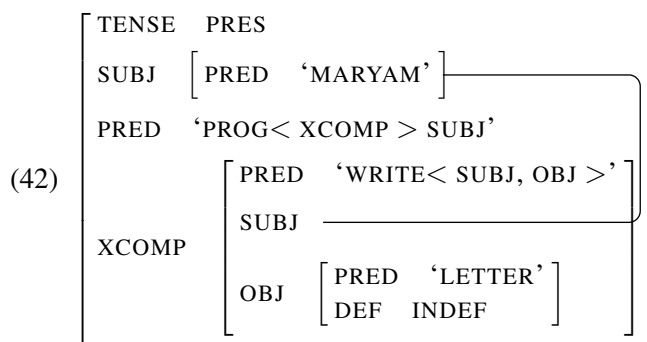 TENSE PRES
SUBJ [ PRED ‘MARYAM’ ]
PRED ‘PROG< XCOMP > SUBJ’
(42)
PRED ‘WRITE< SUBJ, OBJ >’
SUBJ
XCOMP
PRED ‘LETTER’
OBJ
DEF INDEF